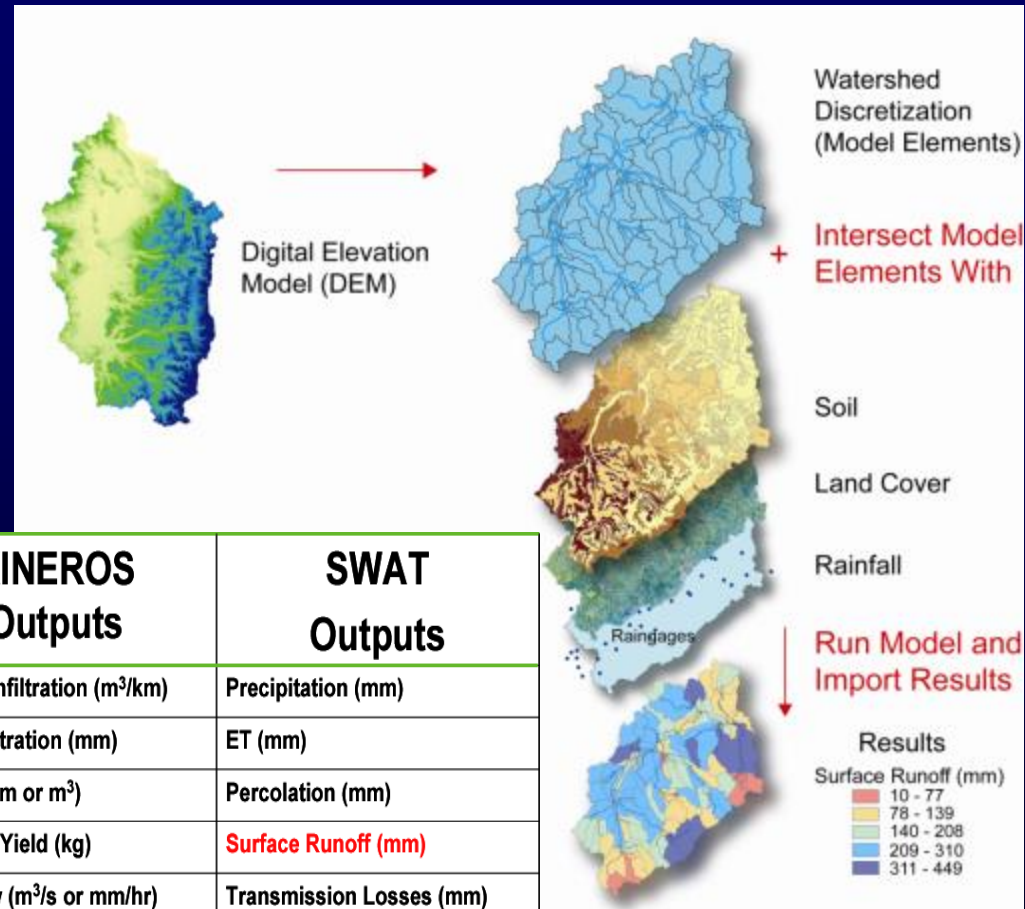 Watershed
Discretization
(Model Elements)
Digital Elevation
Model (DEM)
+
Intersect Model
Elements With
Soil
Land Cover
Rainfall
Raingages
Run Model and
Import Results
Results
Surface Runoff (mm)
10 - 77
78 - 139
140 - 208
209 - 310
311 - 449
INEROS
Outputs
SWAT
Outputs
nfiltration (m³/km)
Precipitation (mm)
tration (mm)
ET (mm)
m or m³)
Percolation (mm)
Yield (kg)
Surface Runoff (mm)
(m³/s or mm/hr)
Transmission Losses (mm)